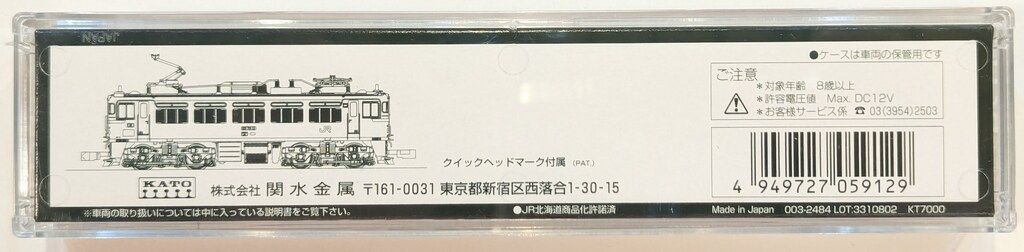 JAPAN
●ケースは車両の保管用です
ご注意
*対象年齢 8歳以上
*許容電圧値 Max. DC12V
*お客様サービス係 ☎ 03(3954)2503
JR
クイックヘッドマーク付属 (PAT.)
KATO
株式会社 関水金属 〒161-0031 東京都新宿区西落合1-30-15
4 949727 059129
※車両の取り扱いについては中に入っている説明書をご覧下さい。
●JR北海道商品化許諾済
Made in Japan 003-2484 LOT:3310802 KT7000